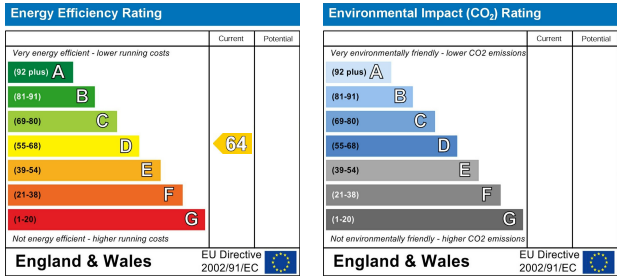 Energy Efficiency Rating
Current Potential
Very energy efficient - lower running costs
(92 plus) A
(81-91) B
(69-80) C
(55-68) D
64
(39-54) E
(21-38) F
(1-20) G
Not energy efficient - higher running costs
England & Wales
EU Directive
2002/91/EC
Environmental Impact (CO₂) Rating
Current Potential
Very environmentally friendly - lower CO2 emissions
(92 plus) A
(81-91) B
(69-80) C
(55-68) D
(39-54) E
(21-38) F
(1-20) G
Not environmentally friendly - higher CO2 emissions
England & Wales
EU Directive
2002/91/EC